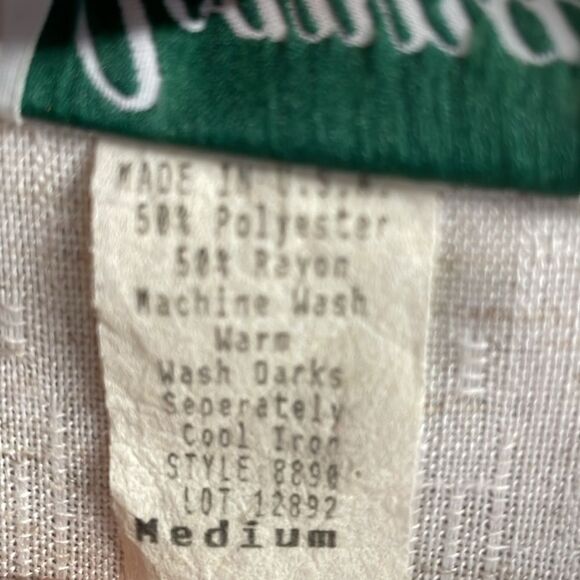 MADE IN U.S.A.
50% Polyester
50% Rayon
Machine Wash
Warm
Wash Darks
Seperately
Cool Iron
STYLE 8890
LOT 12892
Medium